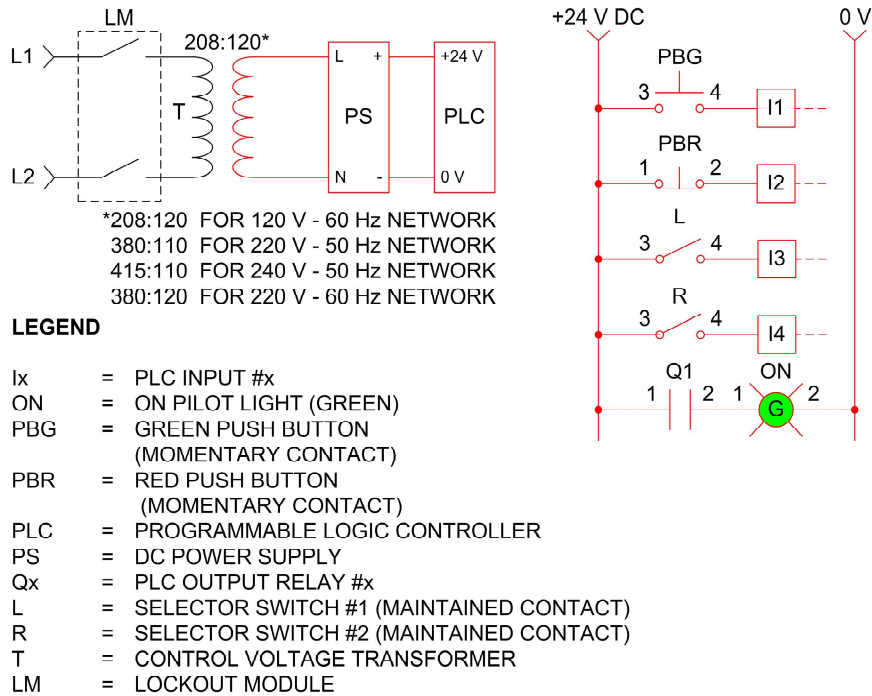 LM
L1
208:120*
T
L2
L +
PS
N -
+24 V
PLC
0 V
*208:120 FOR 120 V - 60 Hz NETWORK
380:110 FOR 220 V - 50 Hz NETWORK
415:110 FOR 240 V - 50 Hz NETWORK
380:120 FOR 220 V - 60 Hz NETWORK
+24 V DC
0 V
PBG
3 4
I1
PBR
1 2
I2
L
3 4
I3
R
3 4
I4
Q1
1 2
ON
1 G 2
LEGEND
Ix = PLC INPUT #x
ON = ON PILOT LIGHT (GREEN)
PBG = GREEN PUSH BUTTON
(MOMENTARY CONTACT)
PBR = RED PUSH BUTTON
(MOMENTARY CONTACT)
PLC = PROGRAMMABLE LOGIC CONTROLLER
PS = DC POWER SUPPLY
Qx = PLC OUTPUT RELAY #x
L = SELECTOR SWITCH #1 (MAINTAINED CONTACT)
R = SELECTOR SWITCH #2 (MAINTAINED CONTACT)
T = CONTROL VOLTAGE TRANSFORMER
LM = LOCKOUT MODULE